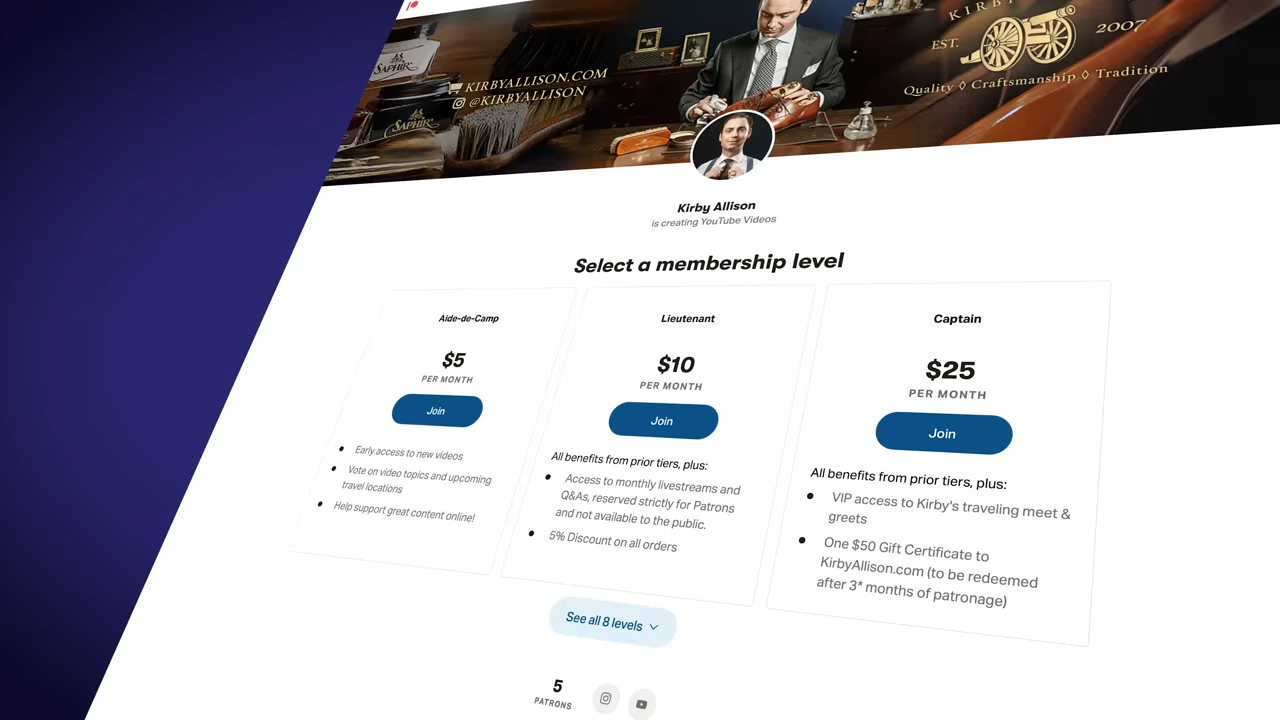 SAPHIR
SAPHIR
KIRBYALLISON.COM
@KIRBYALLISON
KIRBY
EST.
2007
Quality ◊ Craftsmanship ◊ Tradition
Kirby Allison
is creating YouTube Videos
Select a membership level
Aide-de-Camp
$5
PER MONTH
Join
Early access to new videos
Vote on video topics and upcoming
travel locations
Help support great content online!
Lieutenant
$10
PER MONTH
Join
All benefits from prior tiers, plus:
Access to monthly livestreams and
Q&As, reserved strictly for Patrons
and not available to the public.
5% Discount on all orders
Captain
$25
PER MONTH
Join
All benefits from prior tiers, plus:
VIP access to Kirby's traveling meet &
greets
One $50 Gift Certificate to
KirbyAllison.com (to be redeemed
after 3* months of patronage)
See all 8 levels
5
PATRONS